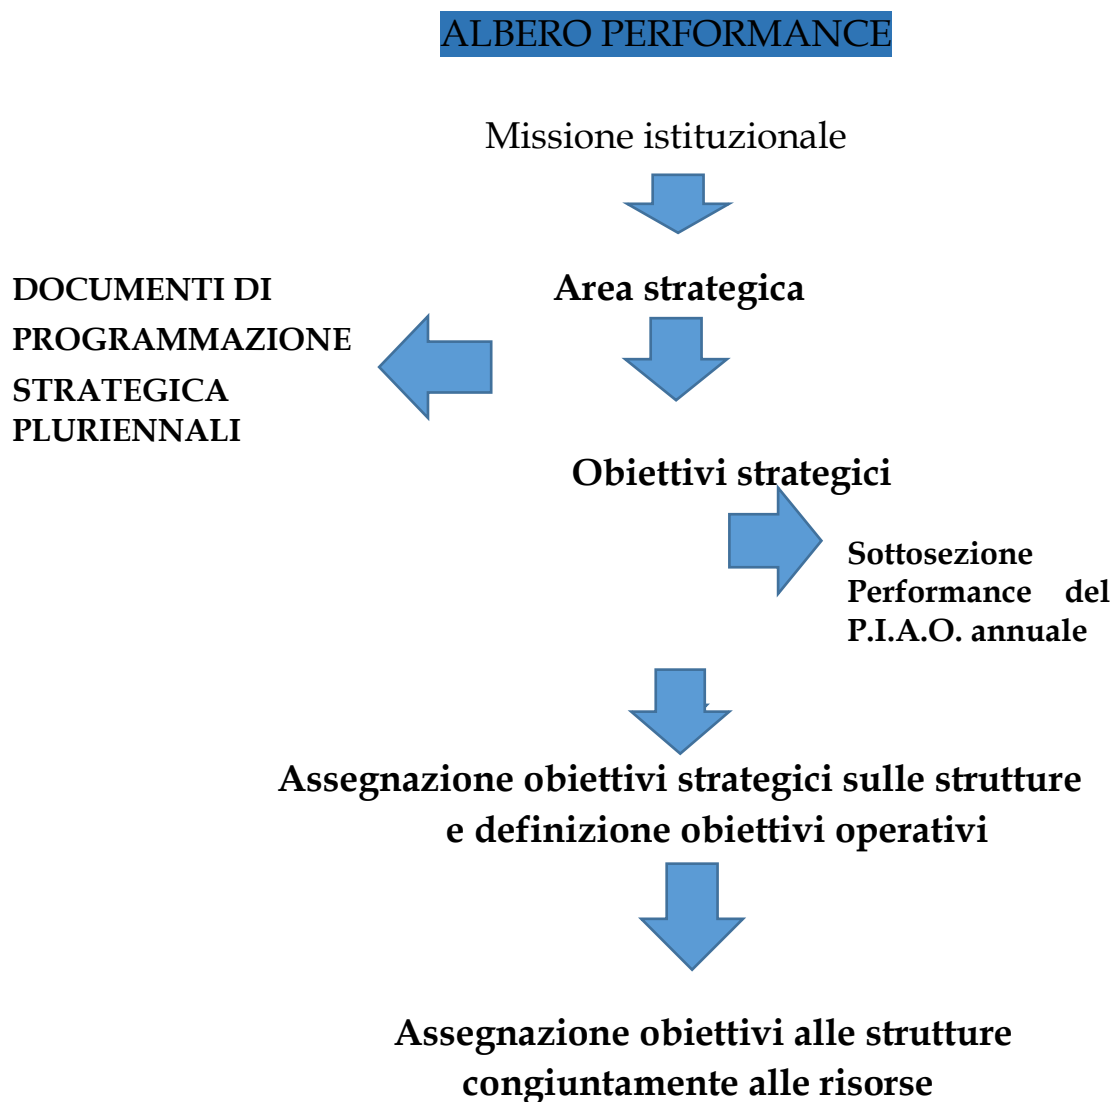 ALBERO PERFORMANCE
Missione istituzionale
DOCUMENTI DI
PROGRAMMAZIONE
STRATEGICA
PLURIENNALI
Area strategica
Obiettivi strategici
Sottosezione
Performance del
P.I.A.O. annuale
Assegnazione obiettivi strategici sulle strutture
e definizione obiettivi operativi
Assegnazione obiettivi alle strutture
congiuntamente alle risorse